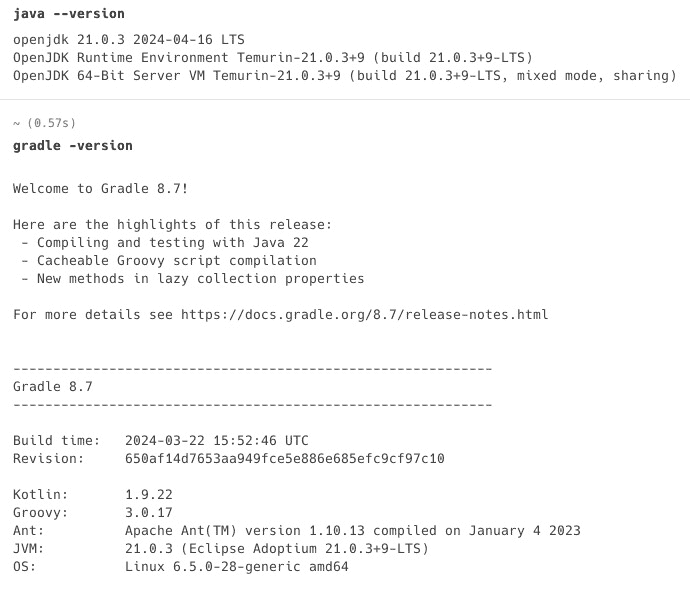 java --version
openjdk 21.0.3 2024-04-16 LTS
OpenJDK Runtime Environment Temurin-21.0.3+9 (build 21.0.3+9-LTS)
OpenJDK 64-Bit Server VM Temurin-21.0.3+9 (build 21.0.3+9-LTS, mixed mode, sharing)
~ (0.57s)
gradle -version
Welcome to Gradle 8.7!
Here are the highlights of this release:
- Compiling and testing with Java 22
- Cacheable Groovy script compilation
- New methods in lazy collection properties
For more details see https://docs.gradle.org/8.7/release-notes.html
------------------------------------------------------------
Gradle 8.7
------------------------------------------------------------
Build time: 2024-03-22 15:52:46 UTC
Revision: 650af14d7653aa949fce5e886e685efc9cf97c10
Kotlin: 1.9.22
Groovy: 3.0.17
Ant: Apache Ant(TM) version 1.10.13 compiled on January 4 2023
JVM: 21.0.3 (Eclipse Adoptium 21.0.3+9-LTS)
OS: Linux 6.5.0-28-generic amd64